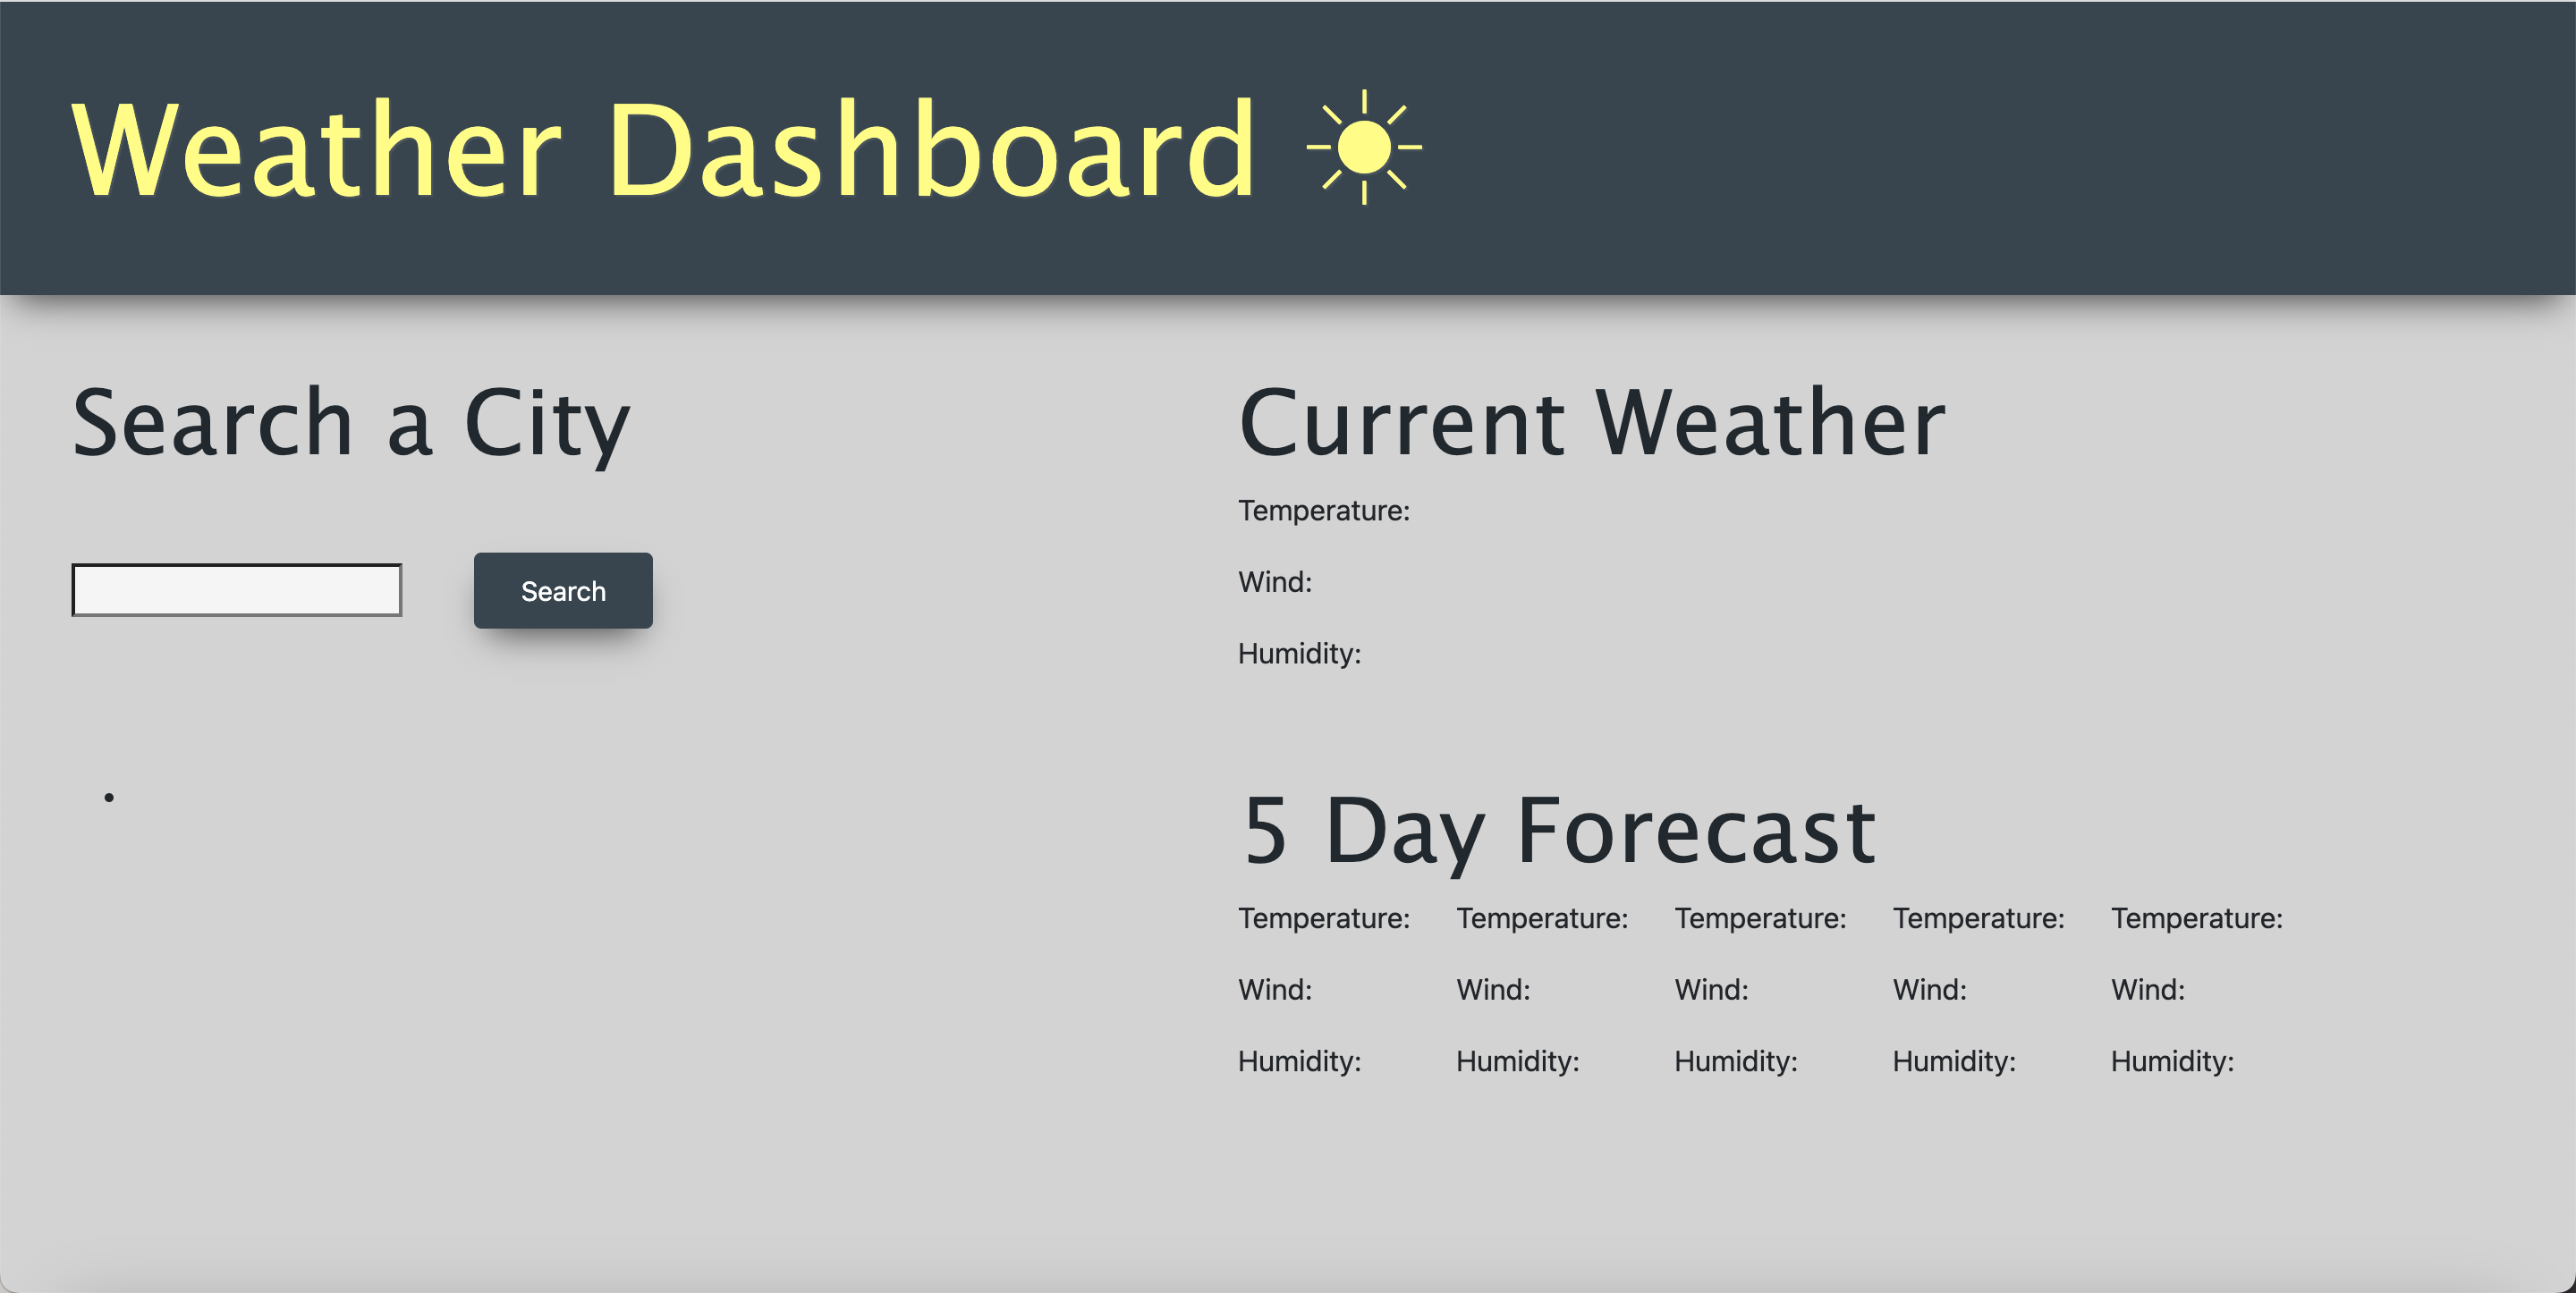 Weather Dashboard ☀
Search a City
Search
•
Current Weather
Temperature:
Wind:
Humidity:
5 Day Forecast
Temperature: Temperature: Temperature: Temperature: Temperature:
Wind: Wind: Wind: Wind: Wind:
Humidity: Humidity: Humidity: Humidity: Humidity: